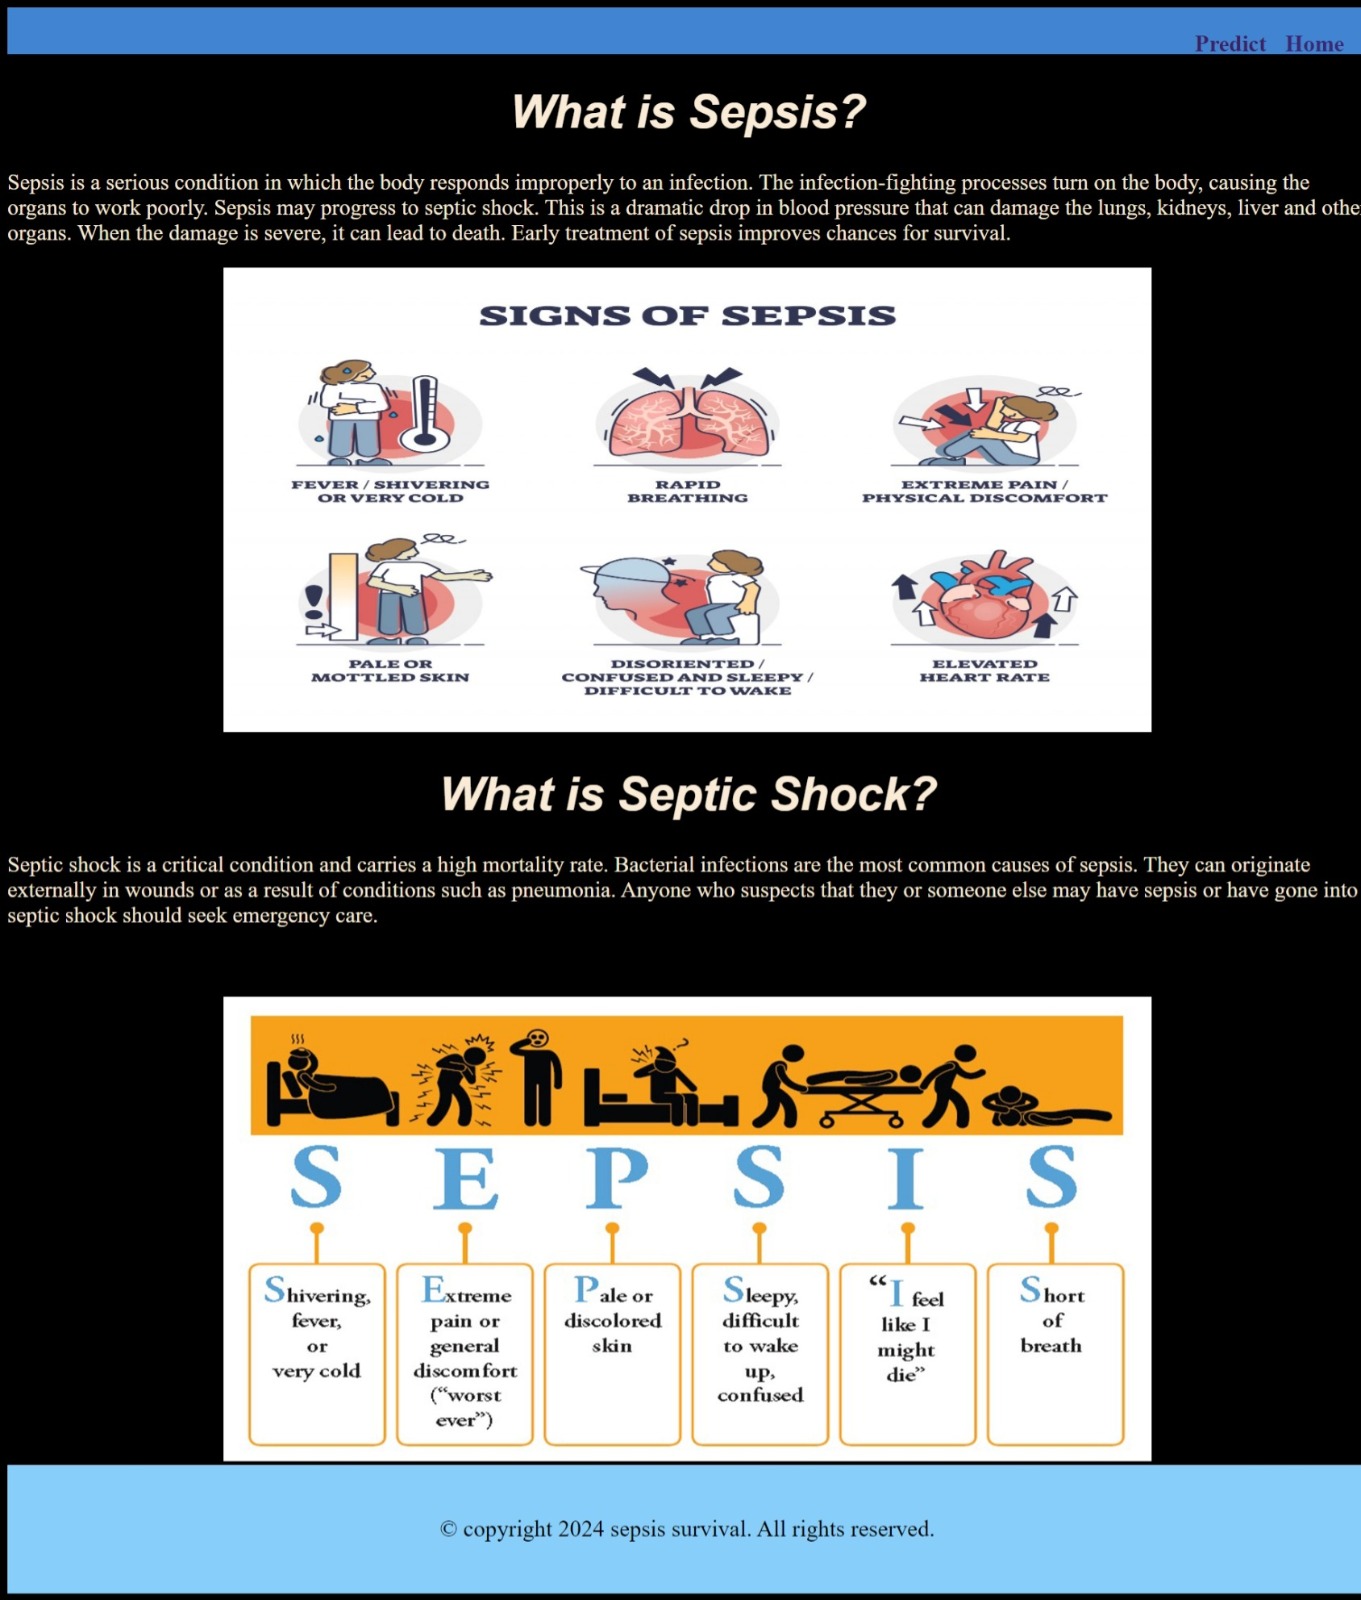 Predict Home
What is Sepsis?
Sepsis is a serious condition in which the body responds improperly to an infection. The infection-fighting processes turn on the body, causing the
organs to work poorly. Sepsis may progress to septic shock. This is a dramatic drop in blood pressure that can damage the lungs, kidneys, liver and othe
organs. When the damage is severe, it can lead to death. Early treatment of sepsis improves chances for survival.
SIGNS OF SEPSIS
FEVER / SHIVERING
OR VERY COLD
RAPID
BREATHING
EXTREME PAIN /
PHYSICAL DISCOMFORT
PALE OR
MOTTLED SKIN
DISORIENTED /
CONFUSED AND SLEEPY /
DIFFICULT TO WAKE
ELEVATED
HEART RATE
What is Septic Shock?
Septic shock is a critical condition and carries a high mortality rate. Bacterial infections are the most common causes of sepsis. They can originate
externally in wounds or as a result of conditions such as pneumonia. Anyone who suspects that they or someone else may have sepsis or have gone into
septic shock should seek emergency care.
S E P S I S
Shivering,
fever,
or
very cold
Extreme
pain or
general
discomfort
(“worst
ever”)
Pale or
discolored
skin
Sleepy,
difficult
to wake
up,
confused
“I feel
like I
might
die”
Short
of
breath
© copyright 2024 sepsis survival. All rights reserved.